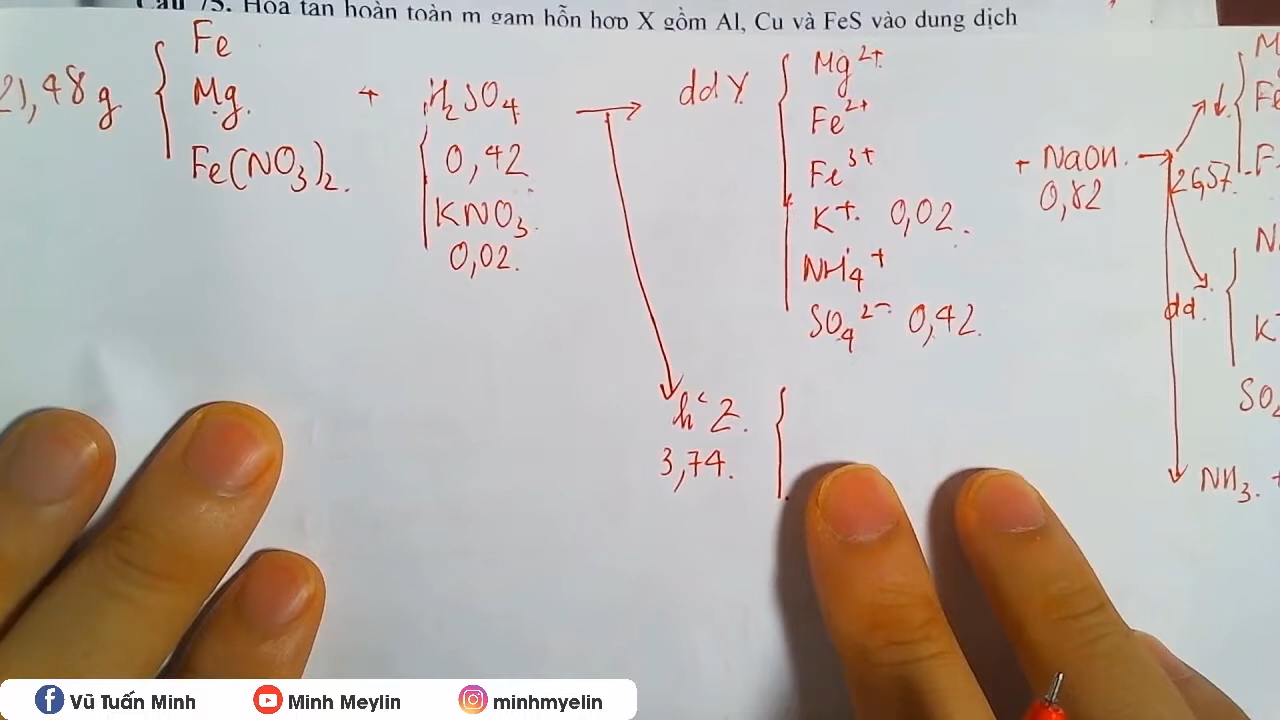 Câu 75. Hòa tan hoàn toàn m gam hỗn hợp X gồm Al, Cu và FeS vào dung dịch
21,48 g
Fe
Mg
Fe(NO3)2.
+ H2SO4
0,42
KNO3
0,02.
ddY
Mg2+
Fe2+
Fe3+
K+ 0,02.
NH4+
SO42- 0,42.
+ NaOH.
0,82
↓
26,57.
dd.
K+
NH3.
k' Z.
3,74.
Vũ Tuấn Minh
Minh Meylin
minhmyelin